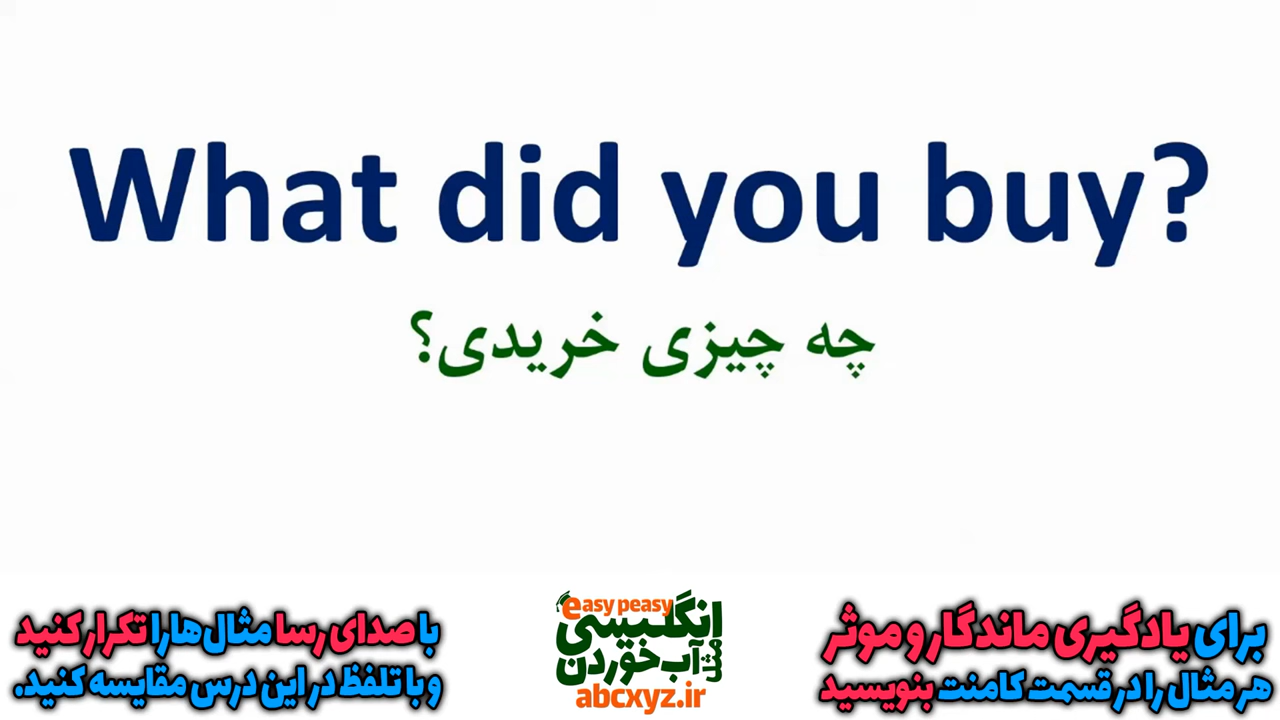 What did you buy?
چه چیزی خریدی؟
برای یادگیری ماندگار و موثر
هر مثال را در قسمت کامنت بنویسید
easy peasy
انگلیسی
مثل آب خوردن
abcxyz.ir
با صدای رسا مثال‌ها را تکرار کنید
و با تلفظ در این درس مقایسه کنید.